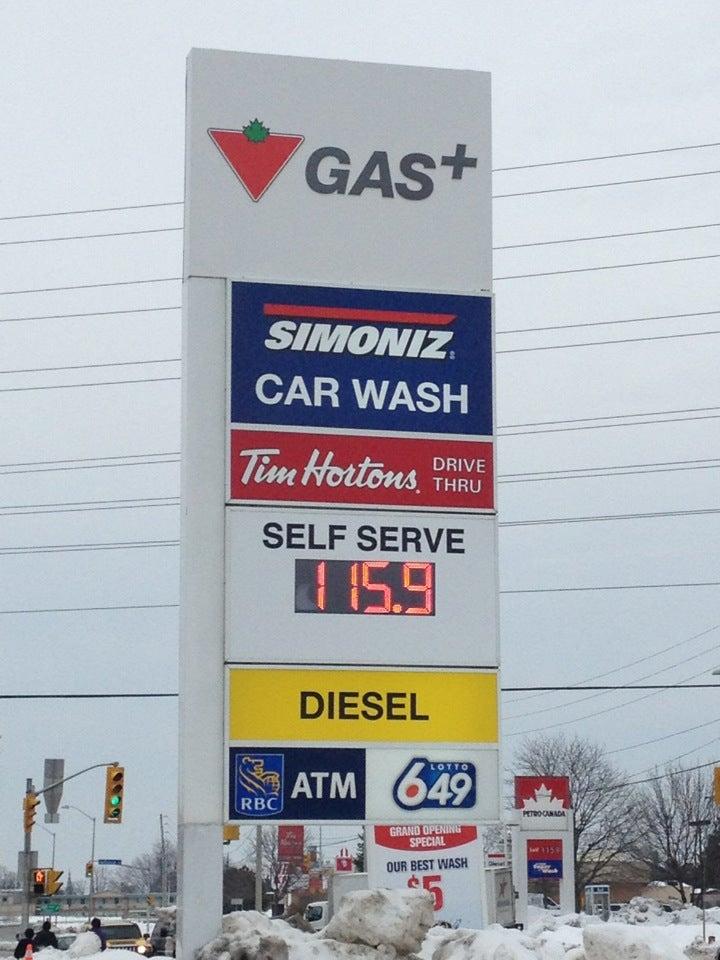 GAS+
SIMONIZ
CAR WASH
Tim Hortons. DRIVE THRU
SELF SERVE
115.9
DIESEL
RBC ATM
LOTTO
649
GRAND OPENING
SPECIAL
OUR BEST WASH
$5
PETRO-CANADA
Diesel